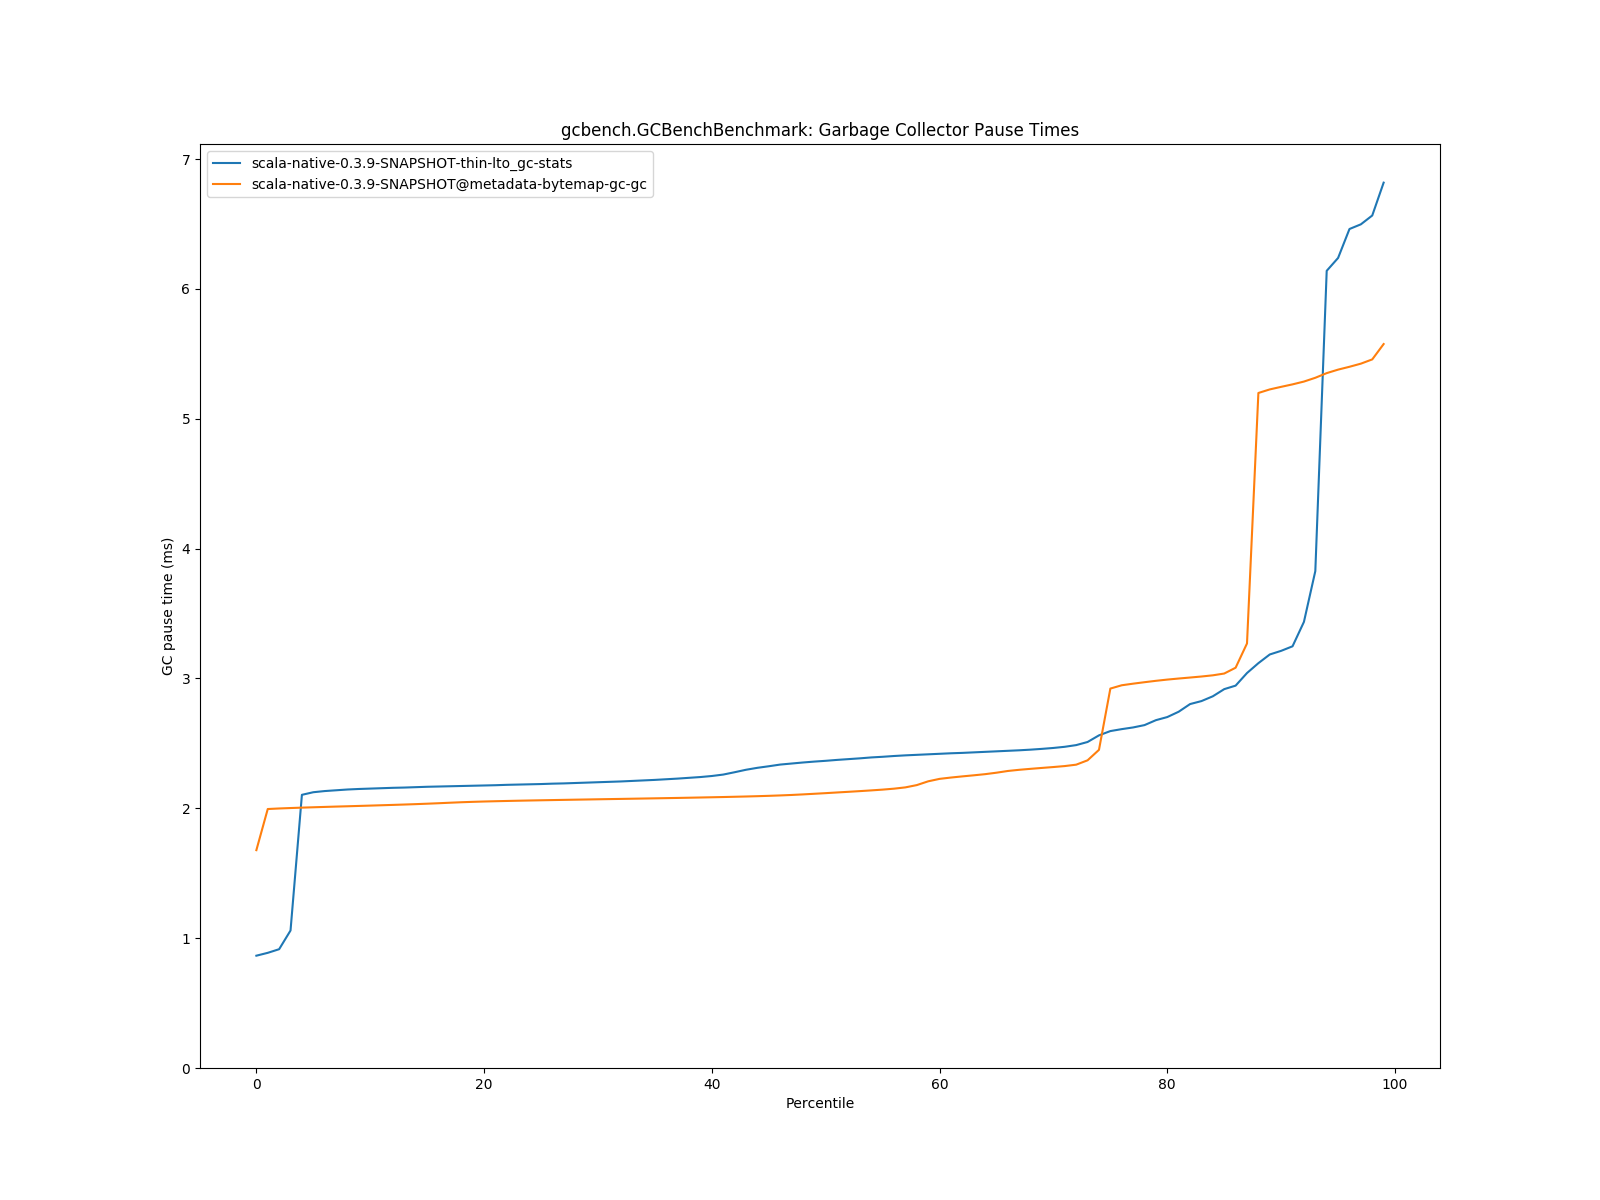 gcbench.GCBenchBenchmark: Garbage Collector Pause Times
scala-native-0.3.9-SNAPSHOT-thin-lto_gc-stats
scala-native-0.3.9-SNAPSHOT@metadata-bytemap-gc-gc
GC pause time (ms)
7
6
5
4
3
2
1
0
0 20 40 60 80 100
Percentile